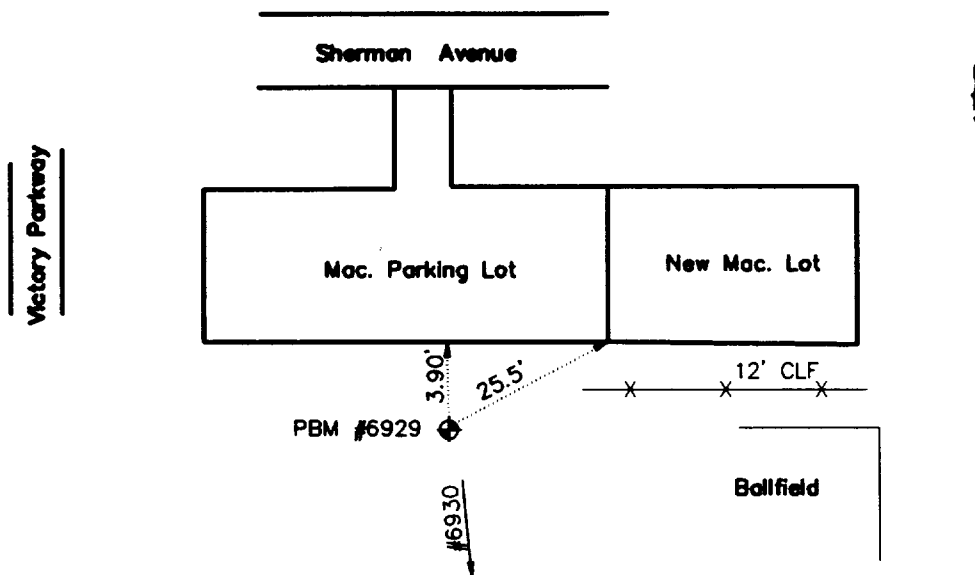 Sherman Avenue
Victory Parkway
Mac. Parking Lot
New Mac. Lot
3.90'
25.5'
12' CLF
PBM #6929
#6930
Ballfield